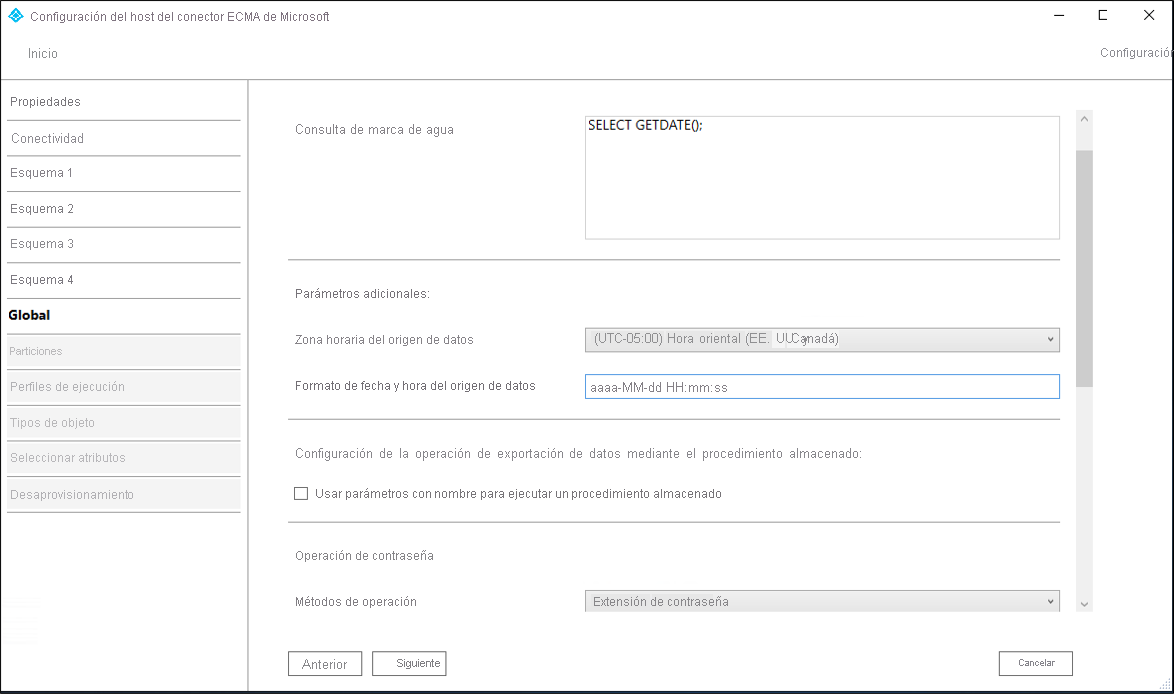 Configuración del host del conector ECMA de Microsoft
Inicio
Configuración
Propiedades
Conectividad
Esquema 1
Esquema 2
Esquema 3
Esquema 4
Global
Particiones
Perfiles de ejecución
Tipos de objeto
Seleccionar atributos
Desaprovisionamiento
Consulta de marca de agua
SELECT GETDATE();
Parámetros adicionales:
Zona horaria del origen de datos
(UTC-05:00) Hora oriental (EE. Canadá)
Formato de fecha y hora del origen de datos
aaaa-MM-dd HH:mm:ss
Configuración de la operación de exportación de datos mediante el procedimiento almacenado:
Usar parámetros con nombre para ejecutar un procedimiento almacenado
Operación de contraseña
Métodos de operación
Extensión de contraseña
Anterior
Siguiente
Cancelar